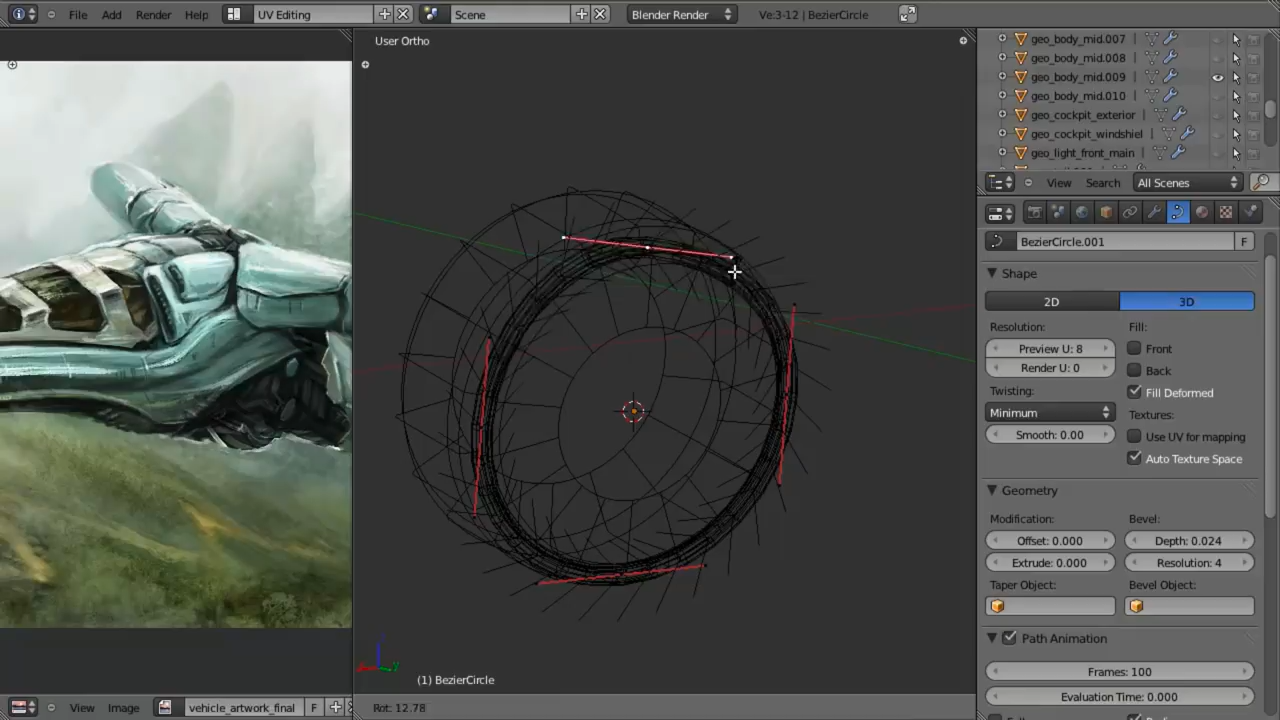 File Add Render Help UV Editing Scene Blender Render Ve:3-12 | BezierCircle
User Ortho
geo_body_mid.007
geo_body_mid.008
geo_body_mid.009
geo_body_mid.010
geo_cockpit_exterior
geo_cockpit_windshiel
geo_light_front_main
View Search All Scenes
BezierCircle.001 F
Shape
2D 3D
Resolution: Fill:
Preview U: 8 Front
Render U: 0 Back
Twisting: Fill Deformed
Minimum Textures:
Smooth: 0.00 Use UV for mapping
Auto Texture Space
Geometry
Modification: Bevel:
Offset: 0.000 Depth: 0.024
Extrude: 0.000 Resolution: 4
Taper Object: Bevel Object:
Path Animation
Frames: 100
Evaluation Time: 0.000
(1) BezierCircle
View Image vehicle_artwork_final F Rot: 12.78